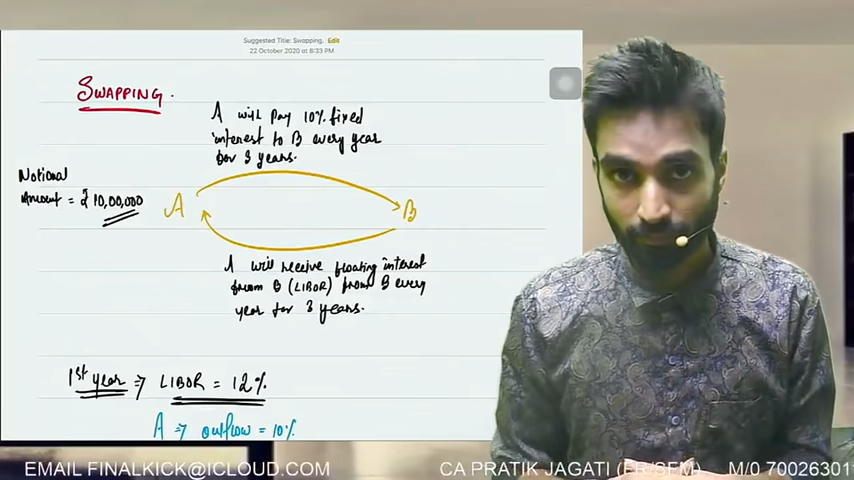 Suggested Title: Swapping. Edit
22 October 2020 at 8:33 PM
SWAPPING.
A will pay 10% fixed
interest to B every year
for 3 years.
Notional
Amount = ₹ 10,00,000
A
B
A will receive floating interest
from B (LIBOR) from B every
year for 3 years.
1st year ⇒ LIBOR = 12%
A ⇒ outflow = 10%
EMAIL FINALKICK@ICLOUD.COM
CA PRATIK JAGATI (FR/SFM) M/0 70026301